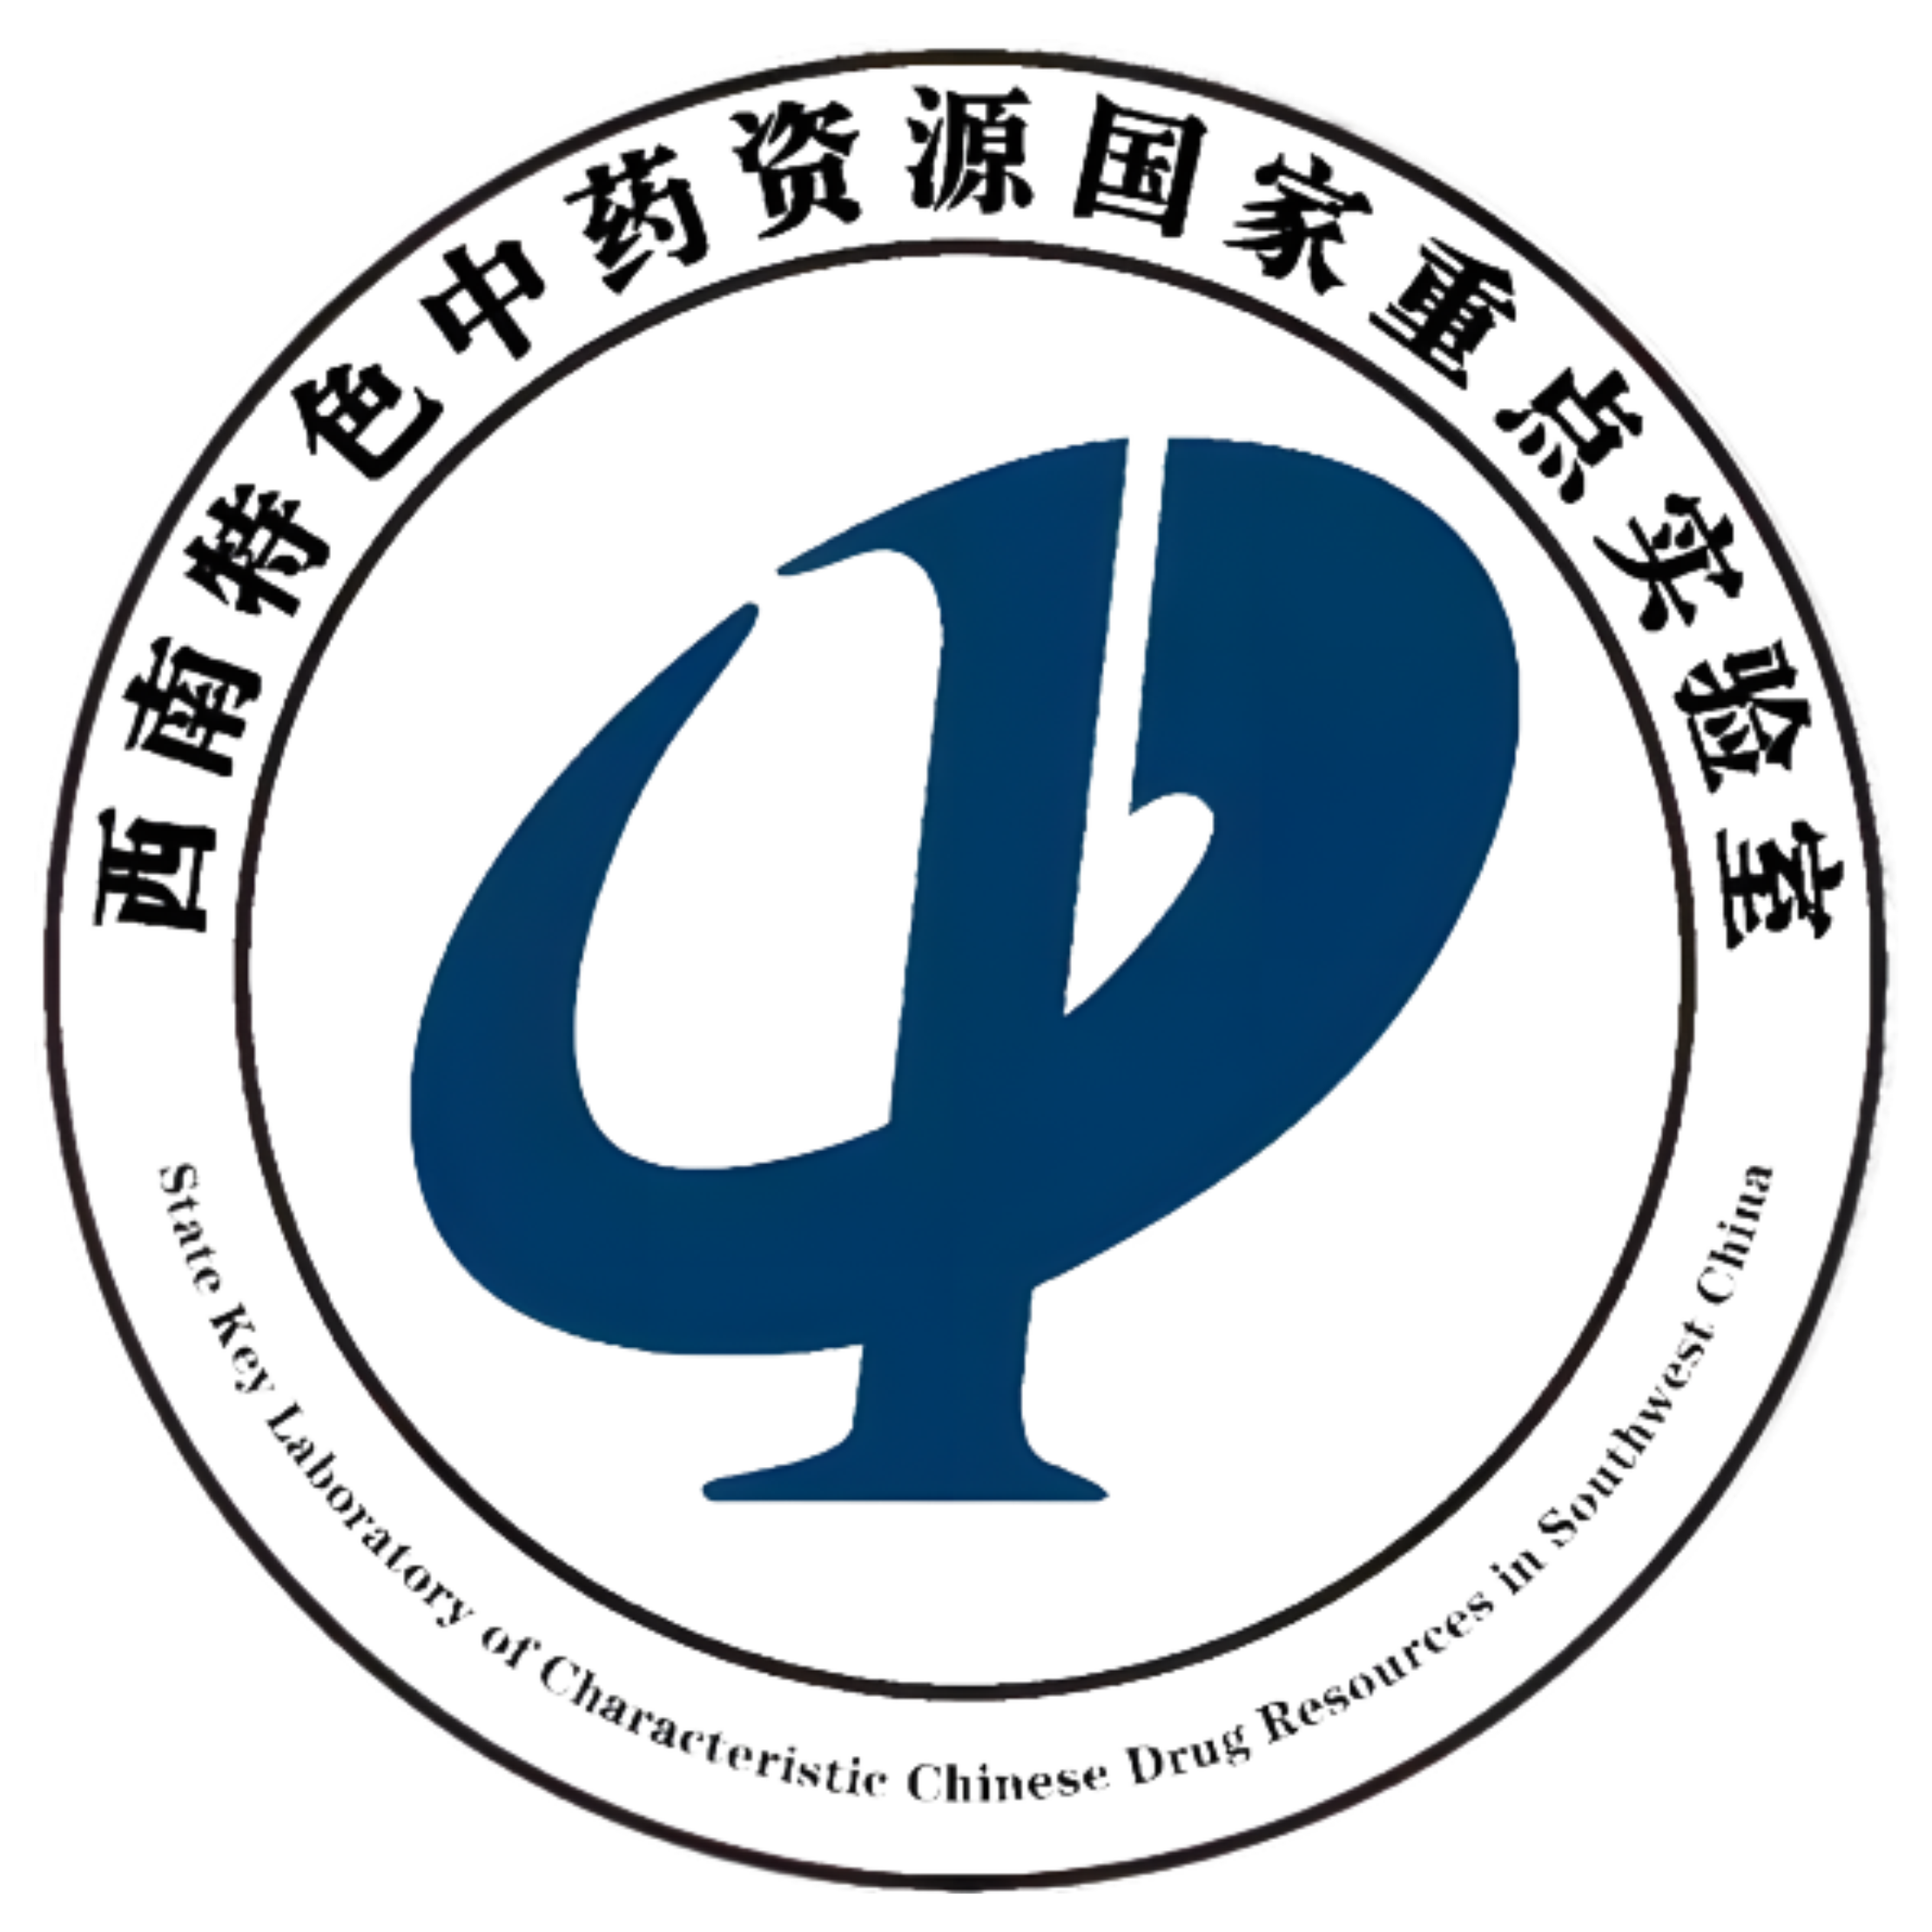 西南特色中药资源国家重点实验室
State Key Laboratory of Characteristic Chinese Drug Resources in Southwest China